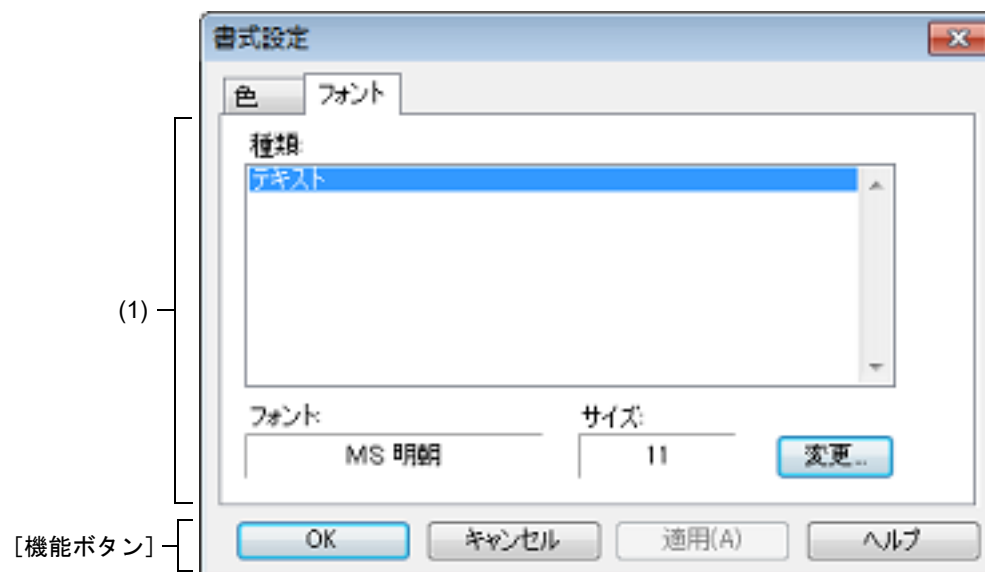 書式設定
色 フォント
種類:
テキスト
(1)
フォント: サイズ:
MS 明朝 11 変更...
[機能ボタン] OK キャンセル 適用(A) ヘルプ